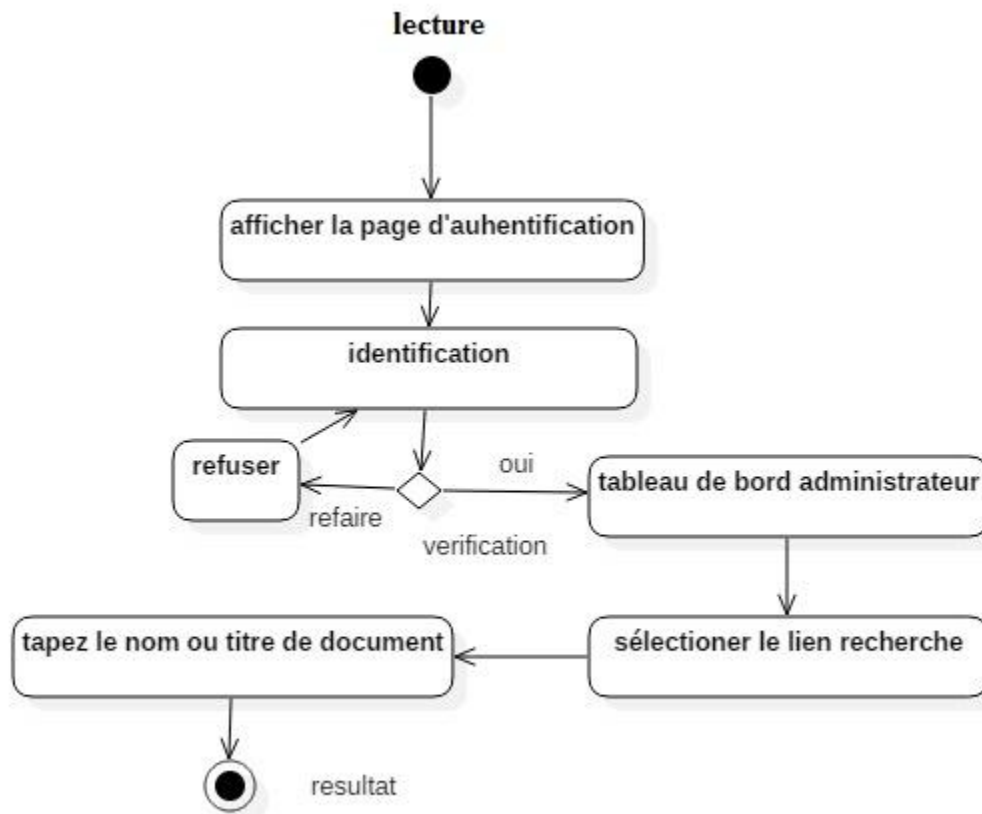 lecture
afficher la page d'auhentification
identification
refuser
oui
tableau de bord administrateur
refaire
verification
tapez le nom ou titre de document
sélectioner le lien recherche
resultat